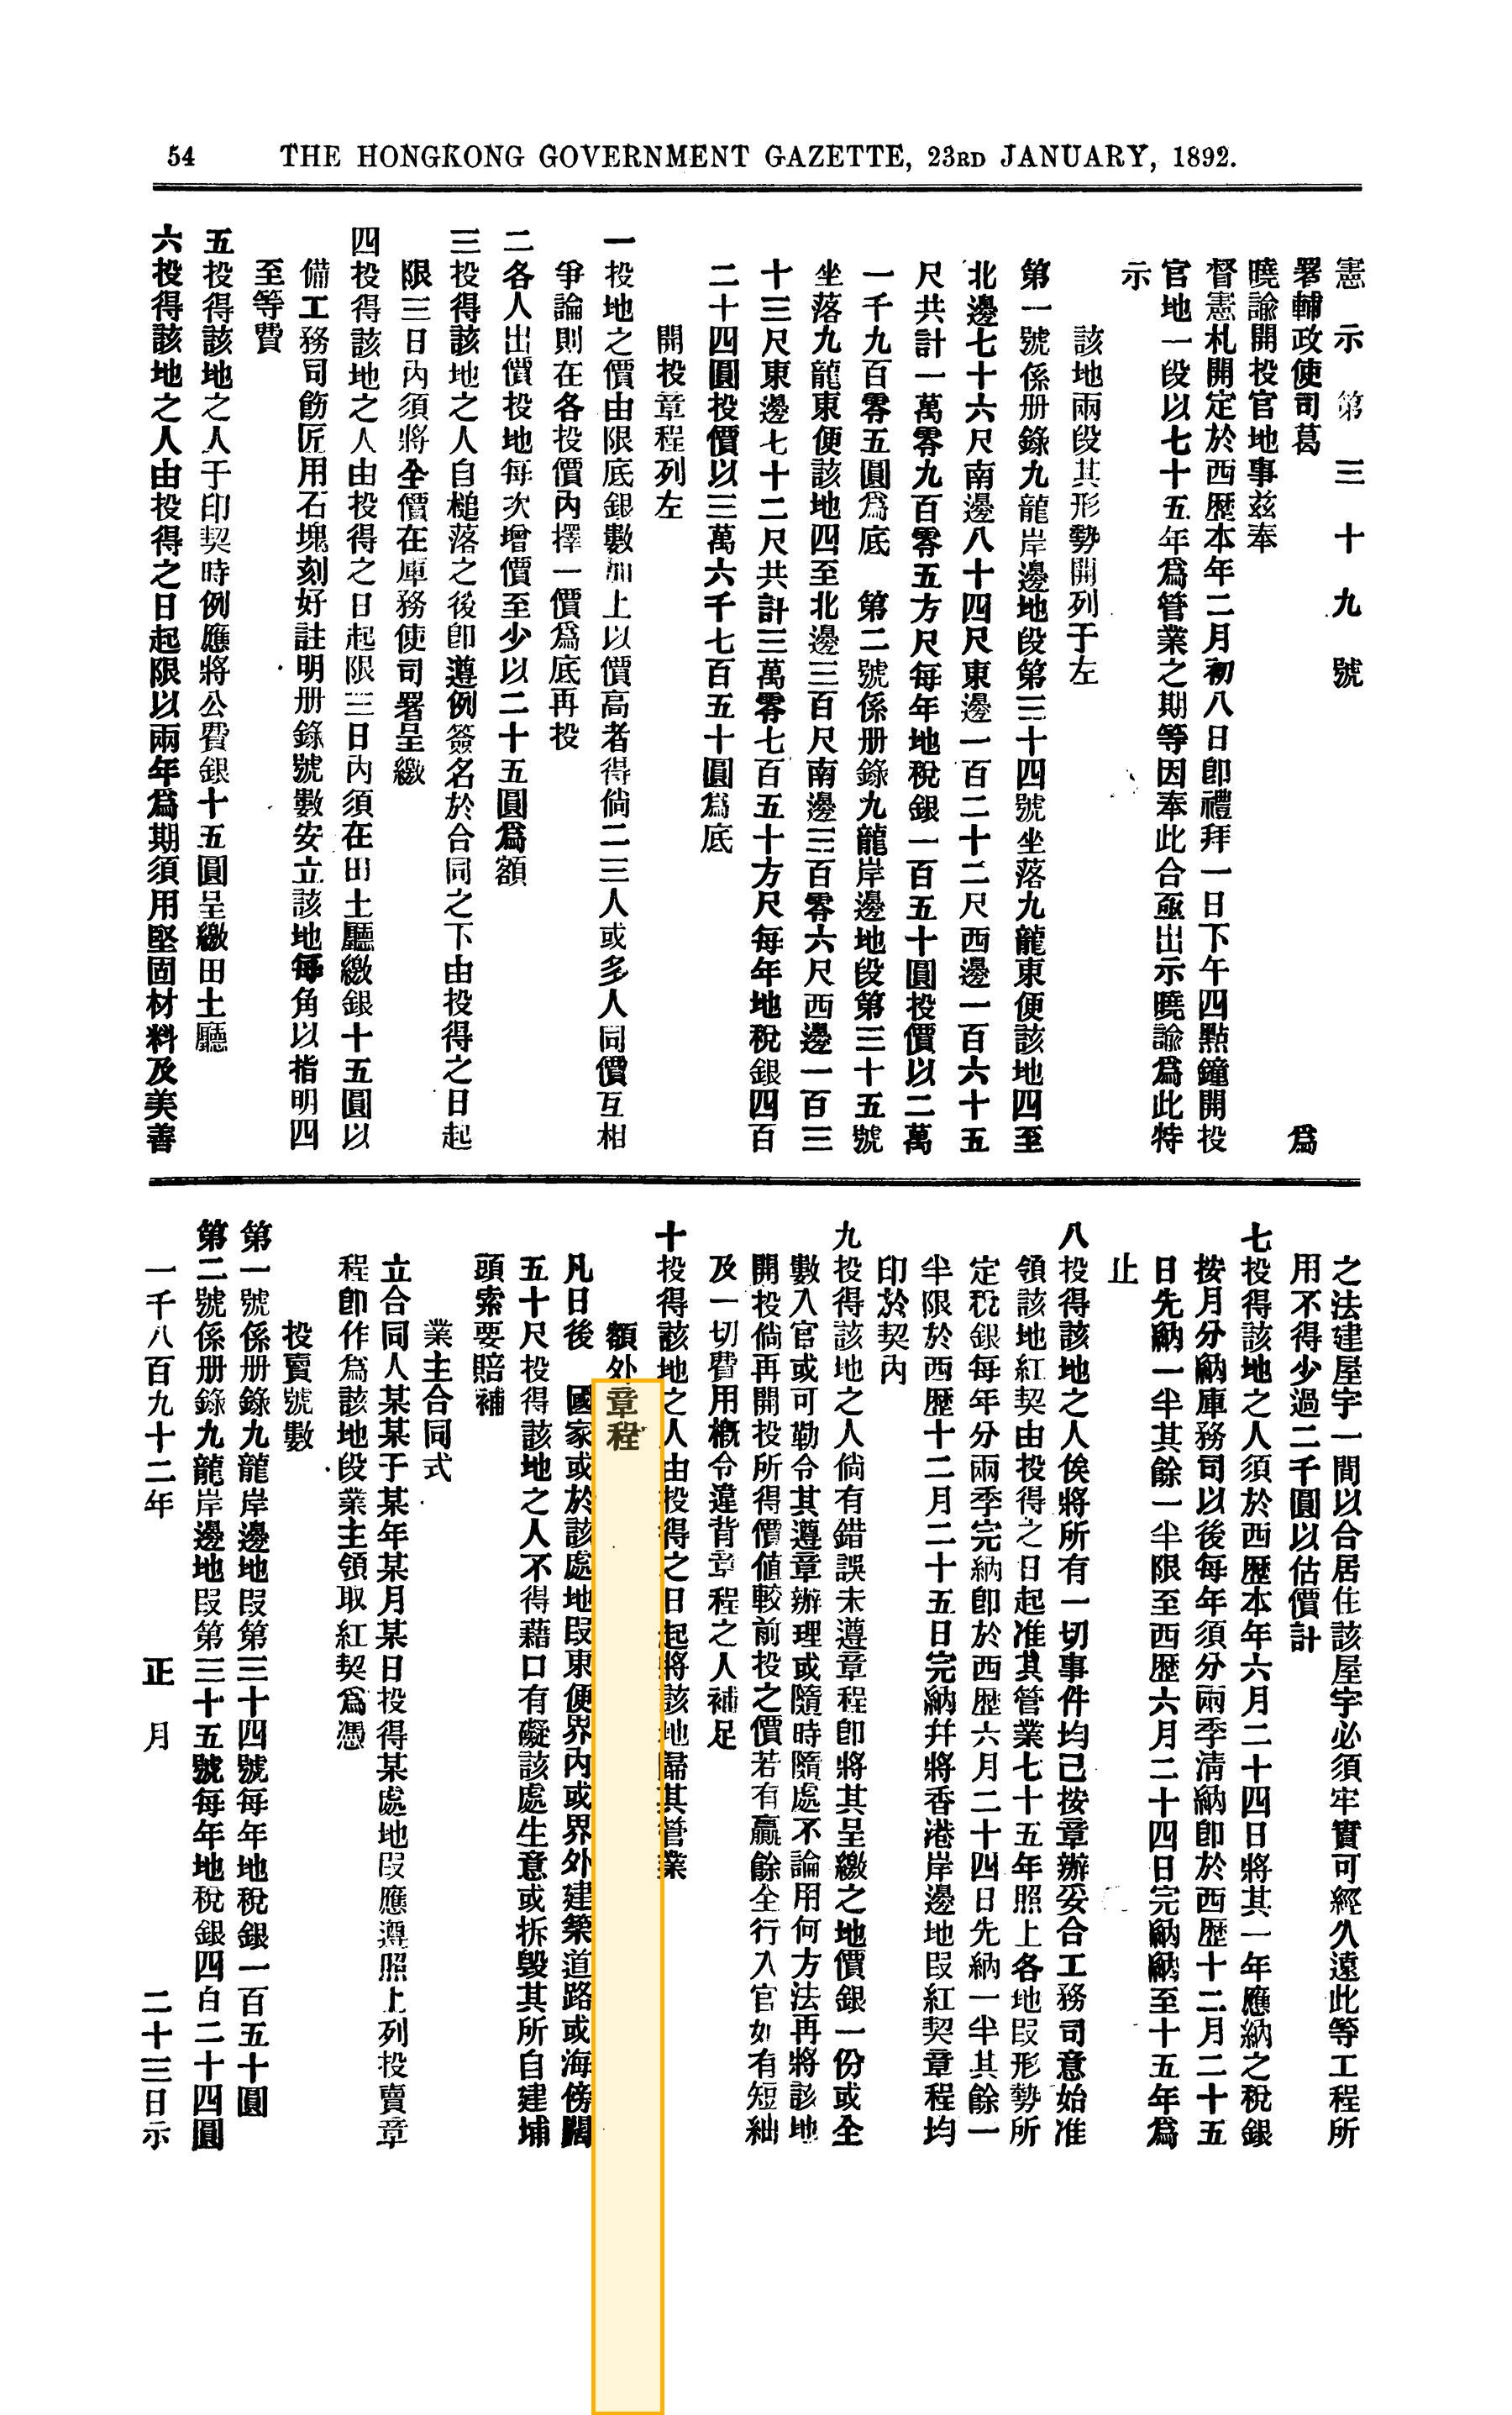 54 THE HONGKONG GOVERNMENT GAZETTE, 23RD JANUARY, 1892.
憲示第三十九號
署輔政使司葛 爲
曉諭開投官地事茲奉
督憲札開定於西歷本年二月初八日卽禮拜一日下午四點鐘開投
官地一段以七十五年爲管業之期等因奉此合亟出示曉諭爲此特
示
該地兩段其形勢開列于左
第一號係册錄九龍岸邊地段第三十四號坐落九龍東便該地四至
北邊七十六尺南邊八十四尺東邊一百二十二尺西邊一百六十五
尺共計一萬零九百零五方尺每年地稅銀一百五十圓投價以二萬
一千九百零五圓爲底 第二號係册錄九龍岸邊地段第三十五號
坐落九龍東便該地四至北邊三百尺南邊三百零六尺西邊一百三
十三尺東邊七十二尺共計三萬零七百五十方尺每年地稅銀四百
二十四圓投價以三萬六千七百五十圓爲底
開投章程列左
一投地之價由限底銀數加上以價高者得倘二三人或多人同價互相
爭論則在各投價內擇一價爲底再投
二各人出價投地每次增價至少以二十五圓爲額
三投得該地之人自槌落之後卽遵例簽名於合同之下由投得之日起
限三日內須將全價在庫務使司署呈繳
四投得該地之人由投得之日起限三日內須在田土廳繳銀十五圓以
備工務司飭匠用石塊刻好註明册錄號數安立該地每角以指明四
至等費
五投得該地之人于印契時例應將公費銀十五圓呈繳田土廳
六投得該地之人由投得之日起限以兩年爲期須用堅固材料及美善
之法建屋宇一間以合居住該屋宇必須牢實可經久遠此等工程所
用不得少過二千圓以估價計
七投得該地之人須於西歷本年六月二十四日將其一年應納之稅銀
按月分納庫務司以後每年須分兩季清納卽於西歷十二月二十五
日先納一半其餘一半限至西歷六月二十四日完納納至十五年爲
止
八投得該地之人俟將所有一切事件均已按章辦妥合工務司意始准
領該地紅契由投得之日起准其管業七十五年照上各地段形勢所
定稅銀每年分兩季完納卽於西歷六月二十四日先納一半其餘一
半限於西歷十二月二十五日完納幷將香港岸邊地段紅契章程均
印於契內
九投得該地之人倘有錯誤未遵章程卽將其呈繳之地價銀一份或全
數入官或可勒令其遵章辦理或隨時隨處不論用何方法再將該地
開投倘再開投所得價値較前投之價若有贏餘全行入官如有短絀
及一切費用槪令違背章程之人補足
十投得該地之人由投得之日起將該地歸其管業
額外章程
凡日後 國家或於該處地段東便界內或界外建築道路或海傍闊
五十尺投得該地之人不得藉口有礙該處生意或拆毀其所自建埔
頭索要賠補
業主合同式
立合同人某某于某年某月某日投得某處地段應遵照上列投賣章
程卽作爲該地段業主領取紅契爲憑
投賣號數
第一號係册錄九龍岸邊地段第三十四號每年地稅銀一百五十圓
第二號係册錄九龍岸邊地段第三十五號每年地稅銀四百二十四圓
一千八百九十二年 正月 二十三日示